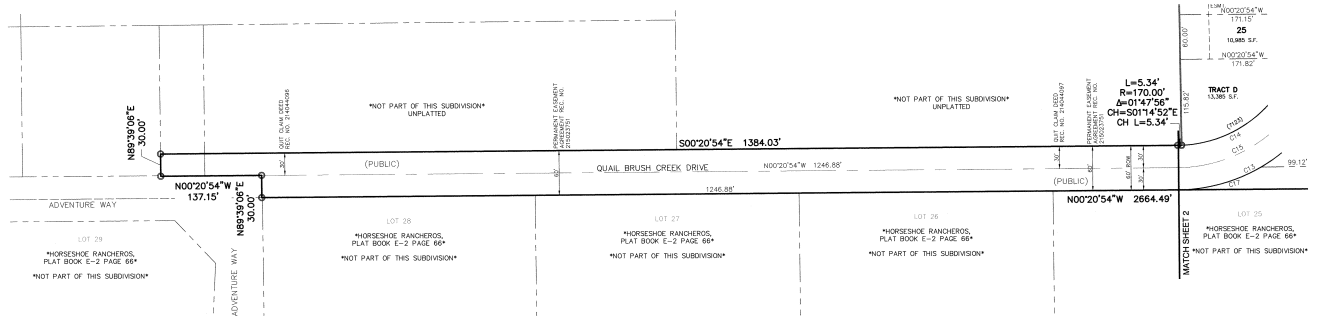 N89°39'06"E
30.00'
N00°20'54"W
137.15'
N89°39'06"E
30.00'
ADVENTURE WAY
ADVENTURE WAY
QUIT CLAIM DEED
REC. NO. 214044096
30'
*NOT PART OF THIS SUBDIVISION*
UNPLATTED
(PUBLIC)
PERMANENT EASEMENT
AGREEMENT REC. NO.
215023751
60'
S00°20'54"E 1384.03'
QUAIL BRUSH CREEK DRIVE
N00°20'54"W 1246.88'
1246.88'
*NOT PART OF THIS SUBDIVISION*
UNPLATTED
QUIT CLAIM DEED
REC. NO. 214044097
30'
PERMANENT EASEMENT
AGREEMENT REC. NO.
215023751
60'
(PUBLIC)
60' ROW
30'
30'
N00°20'54"W 2664.49'
L=5.34'
R=170.00'
Δ=01°47'56"
CH=S01°14'52"E
CH L=5.34'
ESMT
N00°20'54"W
171.15'
25
10,985 S.F.
60.00'
N00°20'54"W
171.82'
115.82'
TRACT D
13,385 S.F.
(1123)
C14
C15
C13
C17
99.12'
MATCH SHEET 2
LOT 29
*HORSESHOE RANCHEROS,
PLAT BOOK E-2 PAGE 66*
*NOT PART OF THIS SUBDIVISION*
LOT 28
*HORSESHOE RANCHEROS,
PLAT BOOK E-2 PAGE 66*
*NOT PART OF THIS SUBDIVISION*
LOT 27
*HORSESHOE RANCHEROS,
PLAT BOOK E-2 PAGE 66*
*NOT PART OF THIS SUBDIVISION*
LOT 26
*HORSESHOE RANCHEROS,
PLAT BOOK E-2 PAGE 66*
*NOT PART OF THIS SUBDIVISION*
LOT 25
*HORSESHOE RANCHEROS,
PLAT BOOK E-2 PAGE 66*
*NOT PART OF THIS SUBDIVISION*